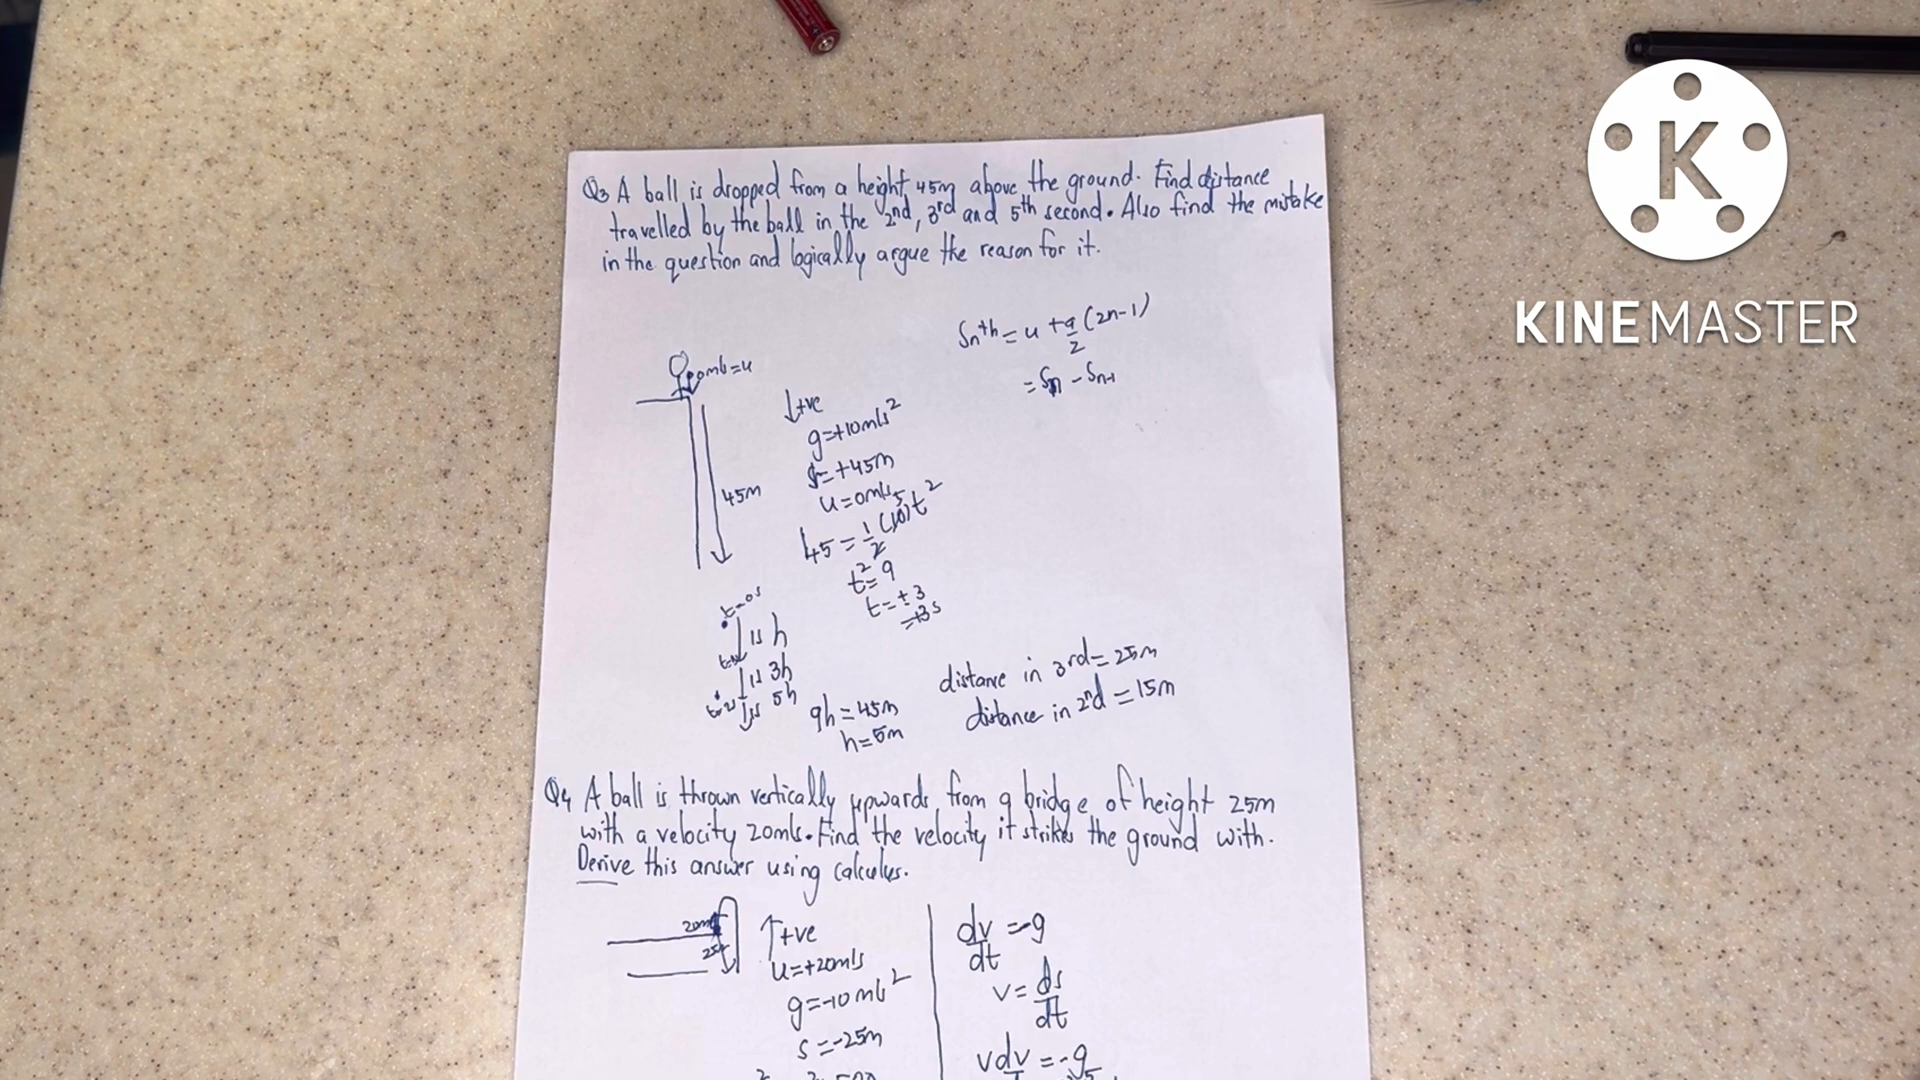 Q3 A ball is dropped from a height 45m above the ground. Find distance
travelled by the ball in the 2nd, 3rd and 5th second. Also find the mistake
in the question and logically argue the reason for it.
Snth = u + a/2 (2n-1)
= Sn - Sn-1
0m/s = u
45m
↓+ve
g=+10m/s²
s=+45m
u=0m/s
45 = 1/2 (10)t² 5
t²=9
t=±3
=+3s
t=0s
1s h
1s 3h
1s 5h
9h=45m
h=5m
distance in 3rd=25m
distance in 2nd=15m
Q4 A ball is thrown vertically upwards from a bridge of height 25m
with a velocity 20m/s. Find the velocity it strikes the ground with.
Derive this answer using calculus.
20m/s
↑+ve
u=+20m/s
g=-10m/s²
s=-25m
dv/dt = -g
v = ds/dt
vdv = -g
K
KINEMASTER